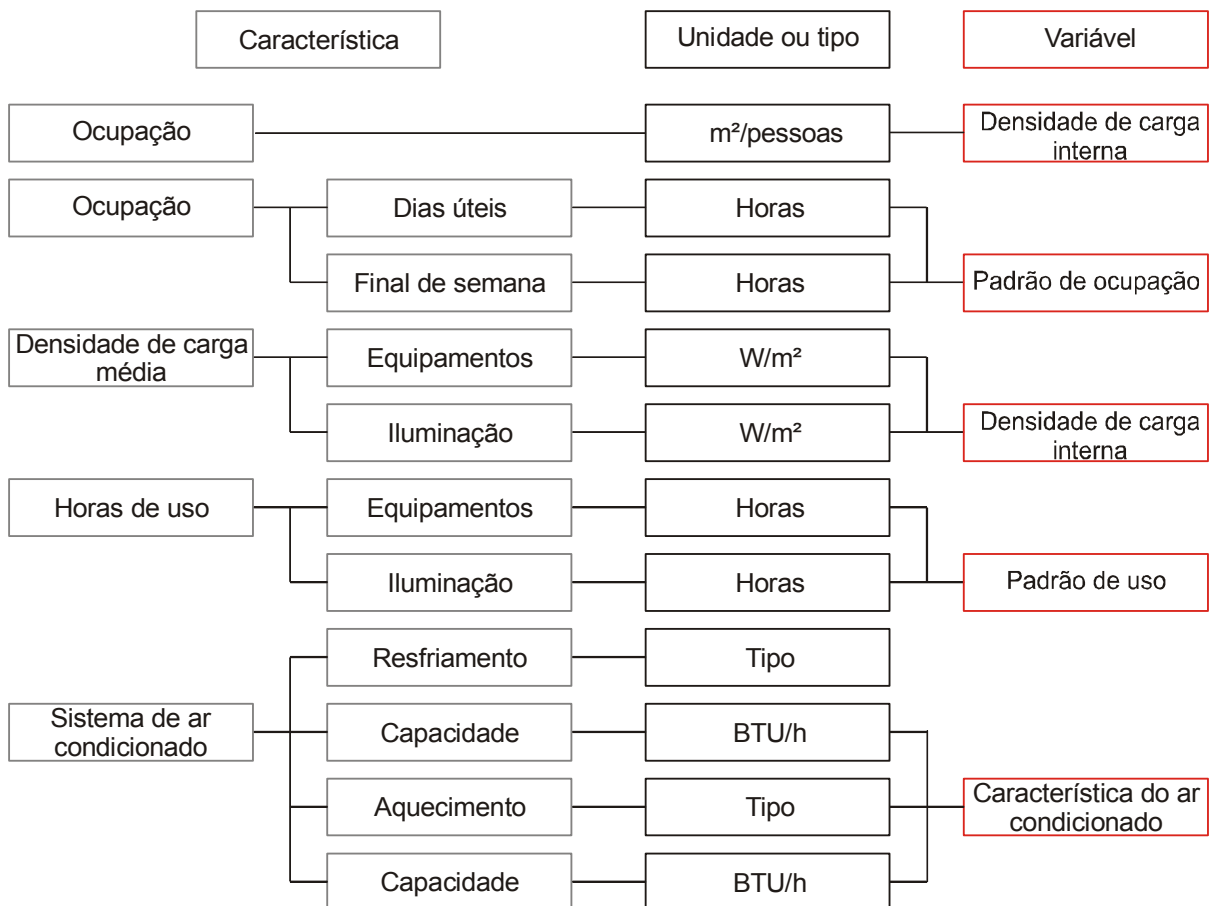 Característica
Unidade ou tipo
Variável
Ocupação
m²/pessoas
Densidade de carga
interna
Ocupação
Dias úteis
Horas
Final de semana
Horas
Padrão de ocupação
Densidade de carga
média
Equipamentos
W/m²
Iluminação
W/m²
Densidade de carga
interna
Horas de uso
Equipamentos
Horas
Iluminação
Horas
Padrão de uso
Resfriamento
Tipo
Sistema de ar
condicionado
Capacidade
BTU/h
Aquecimento
Tipo
Característica do ar
condicionado
Capacidade
BTU/h